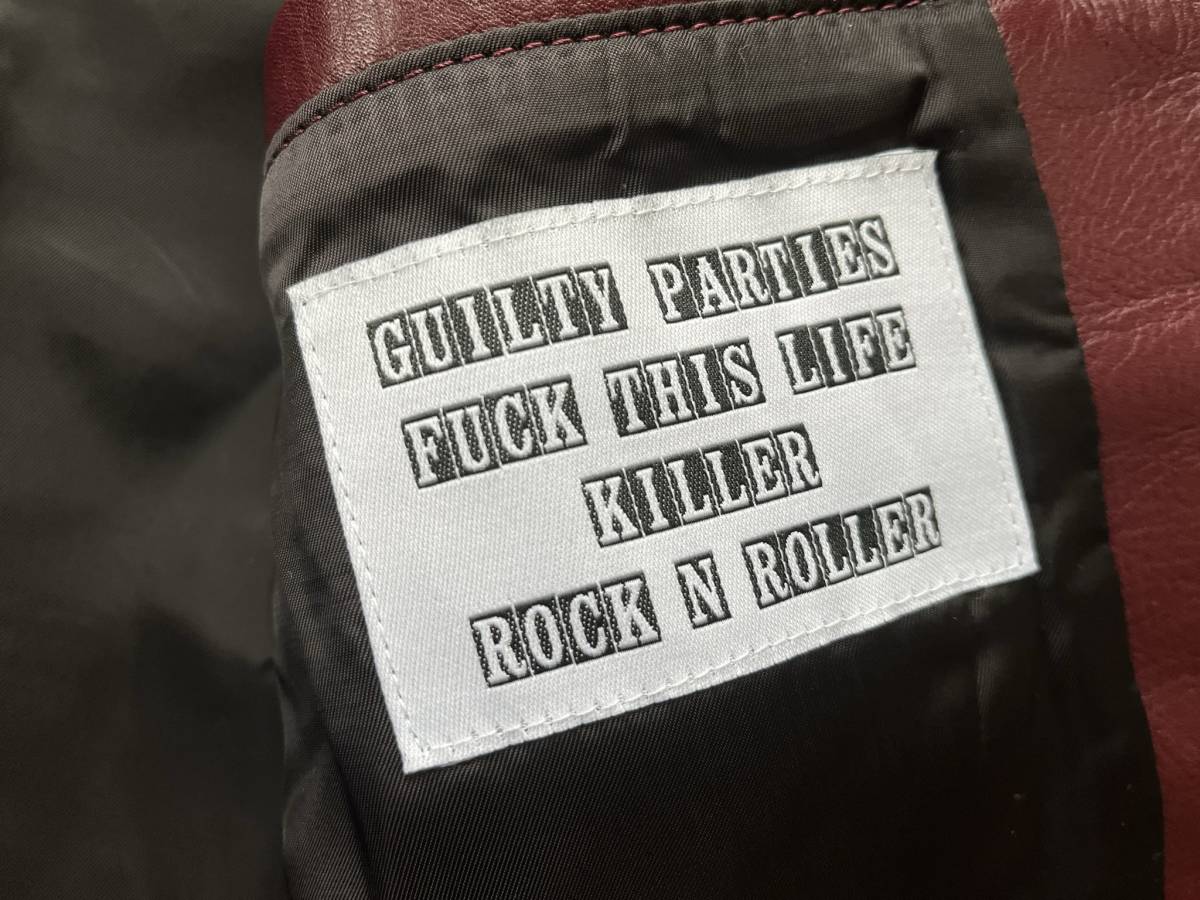 GUILTY PARTIES
FUCK THIS LIFE
KILLER
ROCK N ROLLER